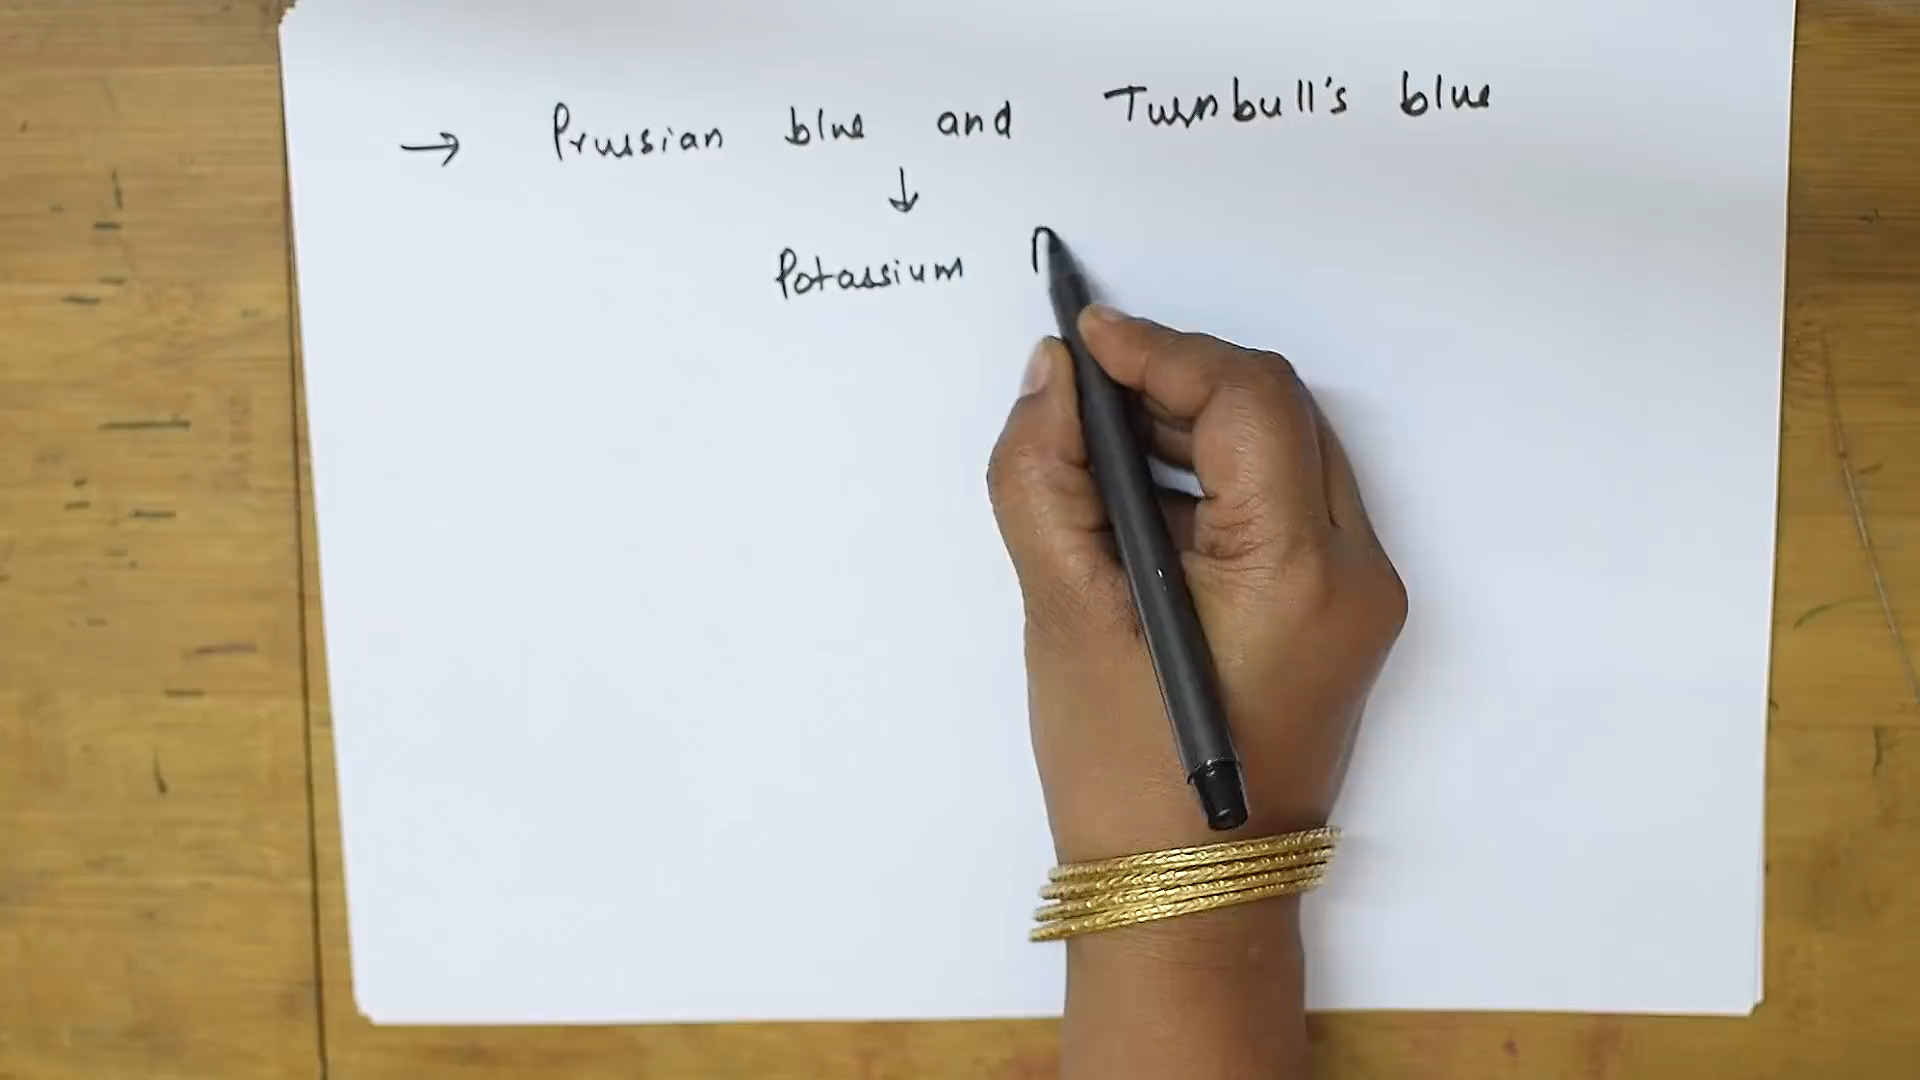 → Prussian blue and Turnbull's blue
↓
Potassium